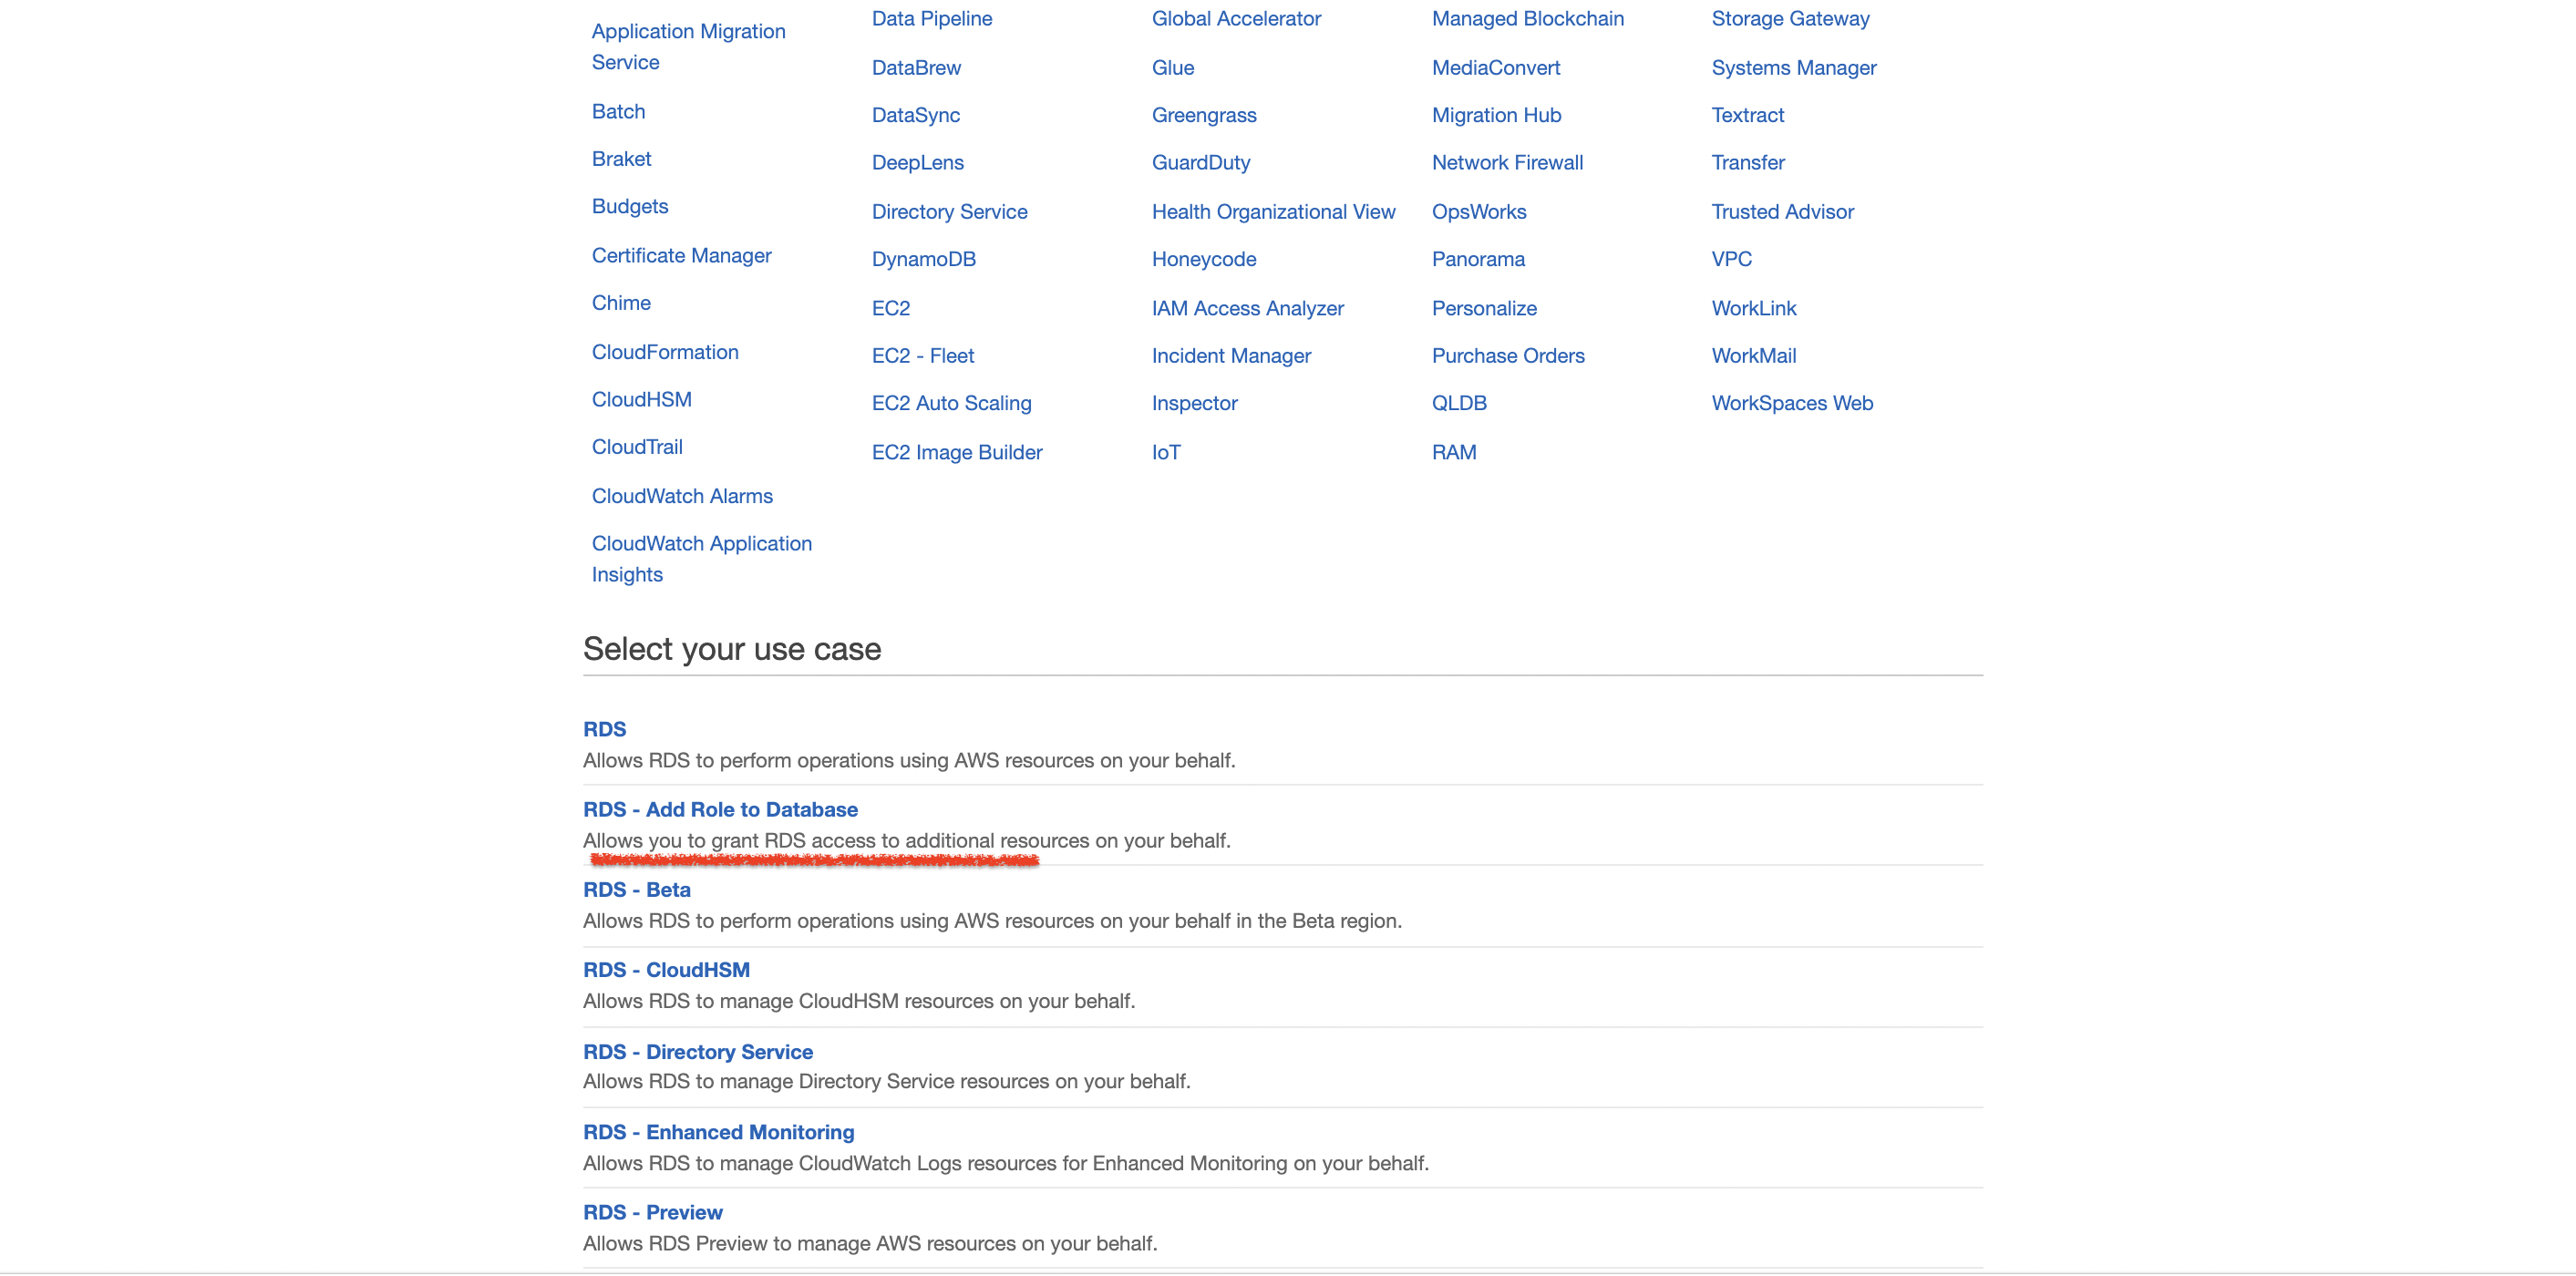 Application Migration
Service
Batch
Braket
Budgets
Certificate Manager
Chime
CloudFormation
CloudHSM
CloudTrail
CloudWatch Alarms
CloudWatch Application
Insights
Data Pipeline
DataBrew
DataSync
DeepLens
Directory Service
DynamoDB
EC2
EC2 - Fleet
EC2 Auto Scaling
EC2 Image Builder
Global Accelerator
Glue
Greengrass
GuardDuty
Health Organizational View
Honeycode
IAM Access Analyzer
Incident Manager
Inspector
IoT
Managed Blockchain
MediaConvert
Migration Hub
Network Firewall
OpsWorks
Panorama
Personalize
Purchase Orders
QLDB
RAM
Storage Gateway
Systems Manager
Textract
Transfer
Trusted Advisor
VPC
WorkLink
WorkMail
WorkSpaces Web
Select your use case
RDS
Allows RDS to perform operations using AWS resources on your behalf.
RDS - Add Role to Database
Allows you to grant RDS access to additional resources on your behalf.
RDS - Beta
Allows RDS to perform operations using AWS resources on your behalf in the Beta region.
RDS - CloudHSM
Allows RDS to manage CloudHSM resources on your behalf.
RDS - Directory Service
Allows RDS to manage Directory Service resources on your behalf.
RDS - Enhanced Monitoring
Allows RDS to manage CloudWatch Logs resources for Enhanced Monitoring on your behalf.
RDS - Preview
Allows RDS Preview to manage AWS resources on your behalf.